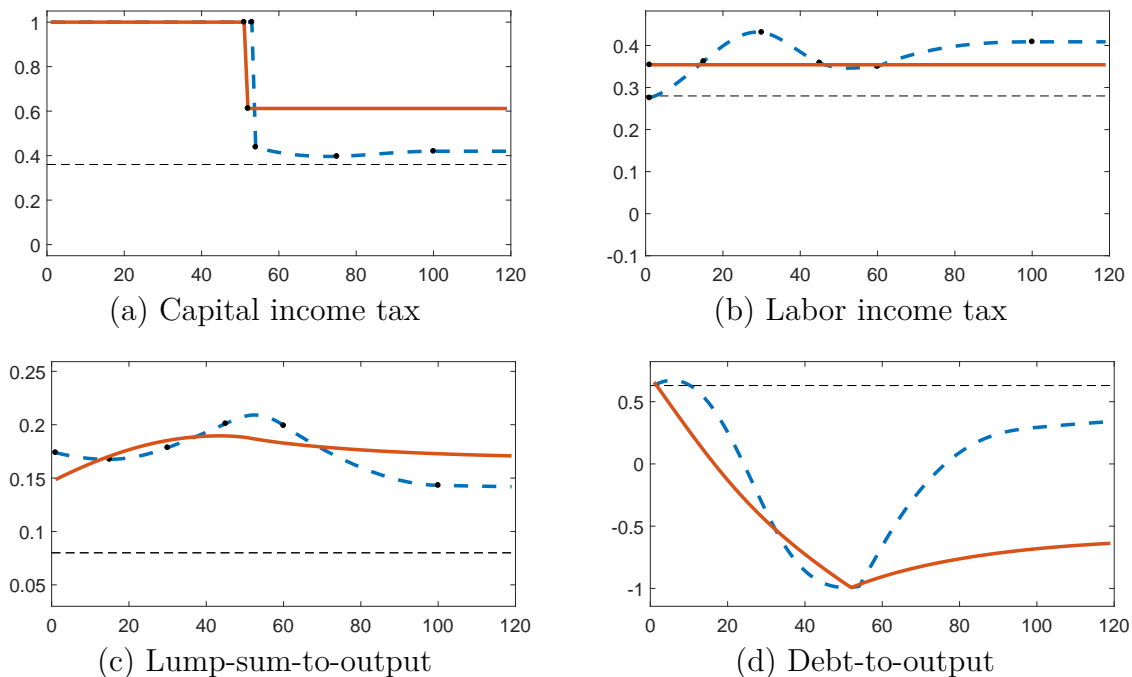 1
0.8
0.6
0.4
0.2
0
0 20 40 60 80 100 120
(a) Capital income tax
0.4
0.3
0.2
0.1
0
-0.1
0 20 40 60 80 100 120
(b) Labor income tax
0.25
0.2
0.15
0.1
0.05
0 20 40 60 80 100 120
(c) Lump-sum-to-output
0.5
0
-0.5
-1
0 20 40 60 80 100 120
(d) Debt-to-output